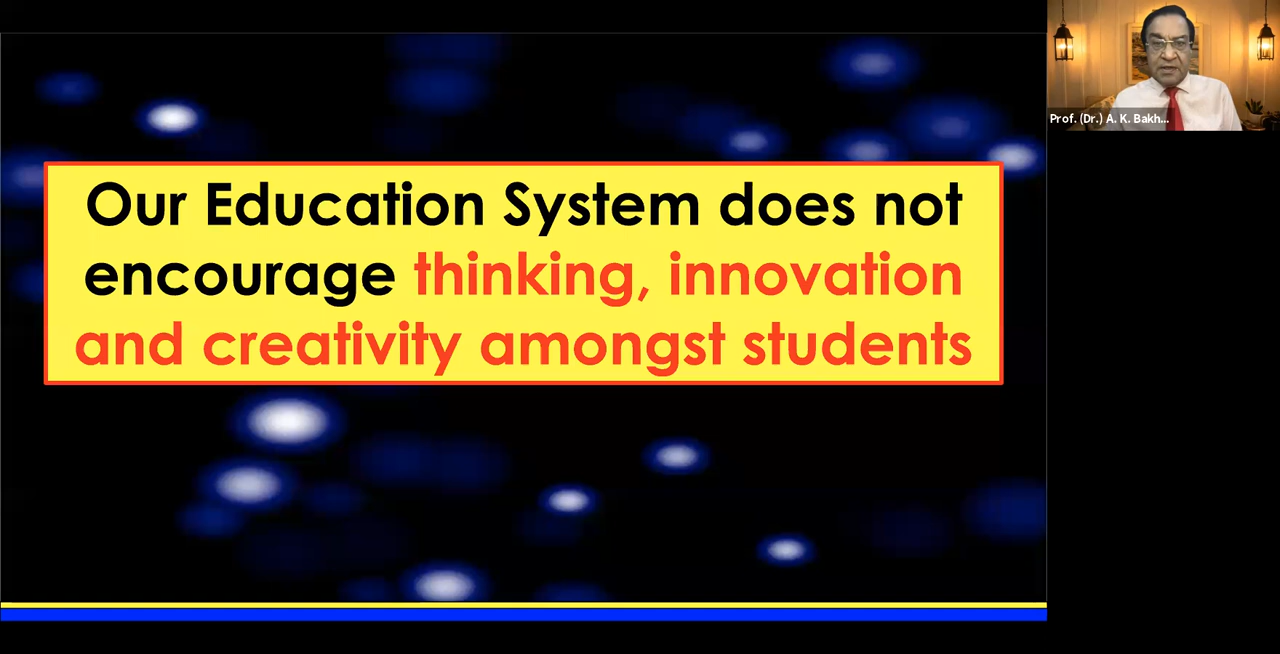 Our Education System does not
encourage thinking, innovation
and creativity amongst students
Prof. (Dr.) A. K. Bakh...